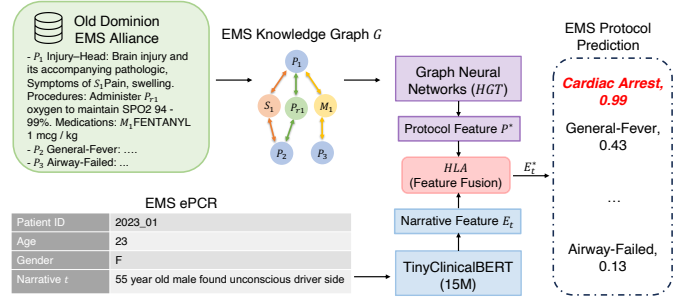 Old Dominion
EMS Alliance
- P₁ Injury–Head: Brain injury and
its accompanying pathologic,
Symptoms of S₁Pain, swelling.
Procedures: Administer Pᵣ₁
oxygen to maintain SPO2 94 -
99%. Medications: M₁FENTANYL
1 mcg / kg
- P₂ General-Fever: ....
- P₃ Airway-Failed: ...
EMS Knowledge Graph G
P₁
S₁
Pᵣ₁
M₁
P₂
P₃
Graph Neural
Networks (HGT)
Protocol Feature P*
HLA
(Feature Fusion)
Eₜ*
Narrative Feature Eₜ
TinyClinicalBERT
(15M)
EMS Protocol
Prediction
Cardiac Arrest,
0.99
General-Fever,
0.43
...
Airway-Failed,
0.13
EMS ePCR
Patient ID 2023_01
Age 23
Gender F
Narrative t 55 year old male found unconscious driver side